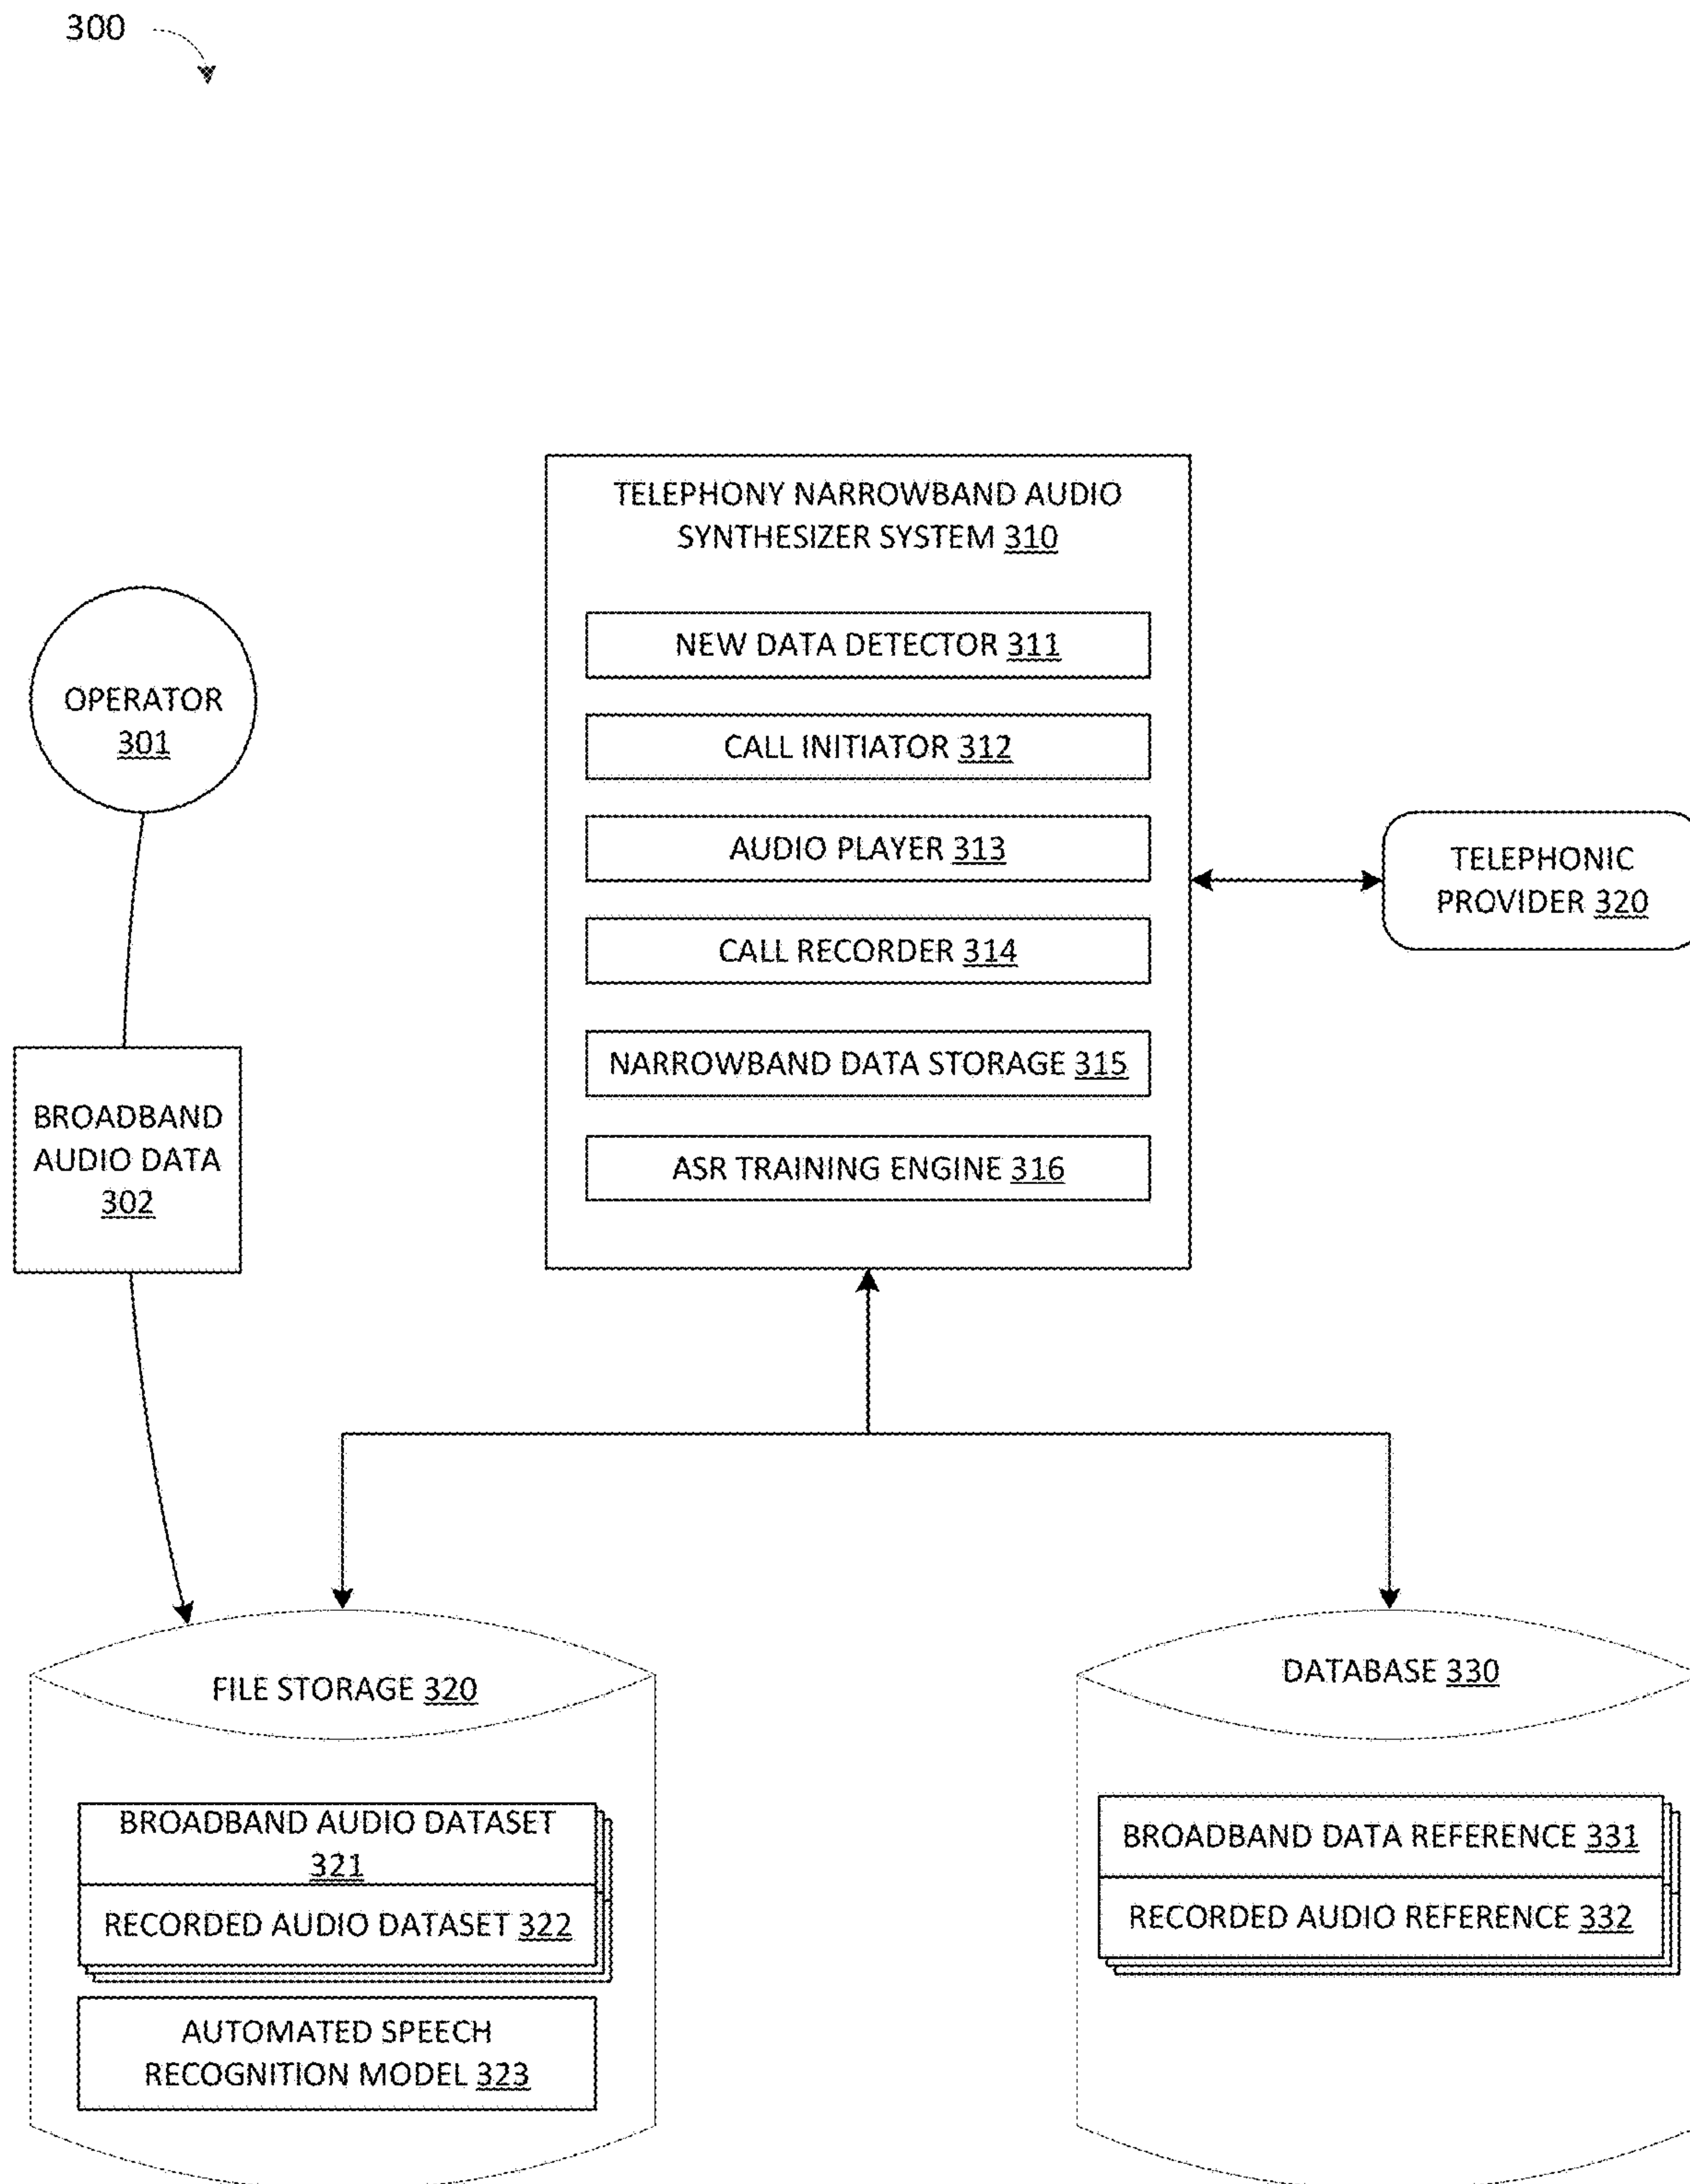 300
TELEPHONY NARROWBAND AUDIO
SYNTHESIZER SYSTEM 310
NEW DATA DETECTOR 311
OPERATOR
301
CALL INITIATOR 312
AUDIO PLAYER 313
TELEPHONIC
PROVIDER 320
CALL RECORDER 314
NARROWBAND DATA STORAGE 315
BROADBAND
AUDIO DATA
302
ASR TRAINING ENGINE 316
FILE STORAGE 320
BROADBAND AUDIO DATASET
321
RECORDED AUDIO DATASET 322
AUTOMATED SPEECH
RECOGNITION MODEL 323
DATABASE 330
BROADBAND DATA REFERENCE 331
RECORDED AUDIO REFERENCE 332